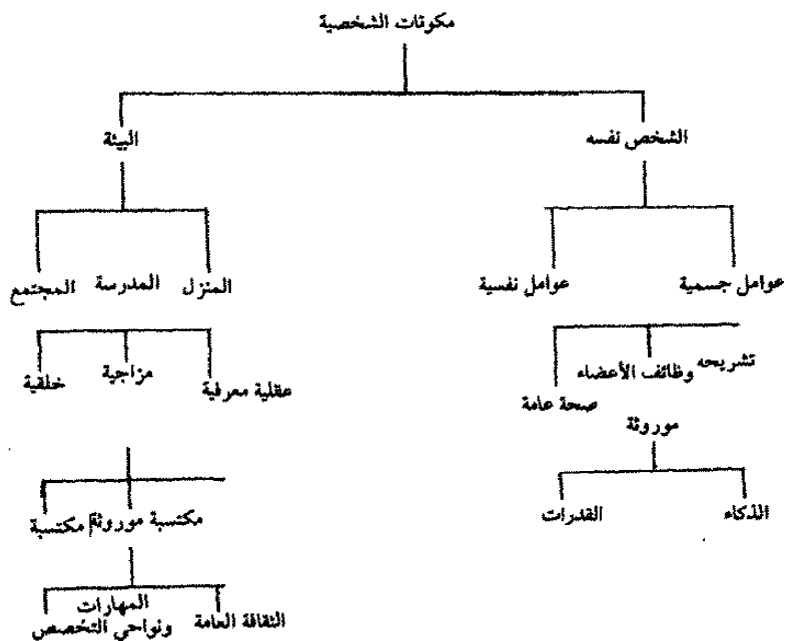 مكونات الشخصية
الشخص نفسه
البيئة
عوامل جسمية
عوامل نفسية
المنزل
المدرسة
المجتمع
تشريحه
وظائف الأعضاء
صحة عامة
عقلية معرفية
مزاجية
خلقية
موروثة
الذكاء
القدرات
مكتسبة
موروثة
مكتسبة
الثقافة العامة
المهارات
ونواحي التخصص